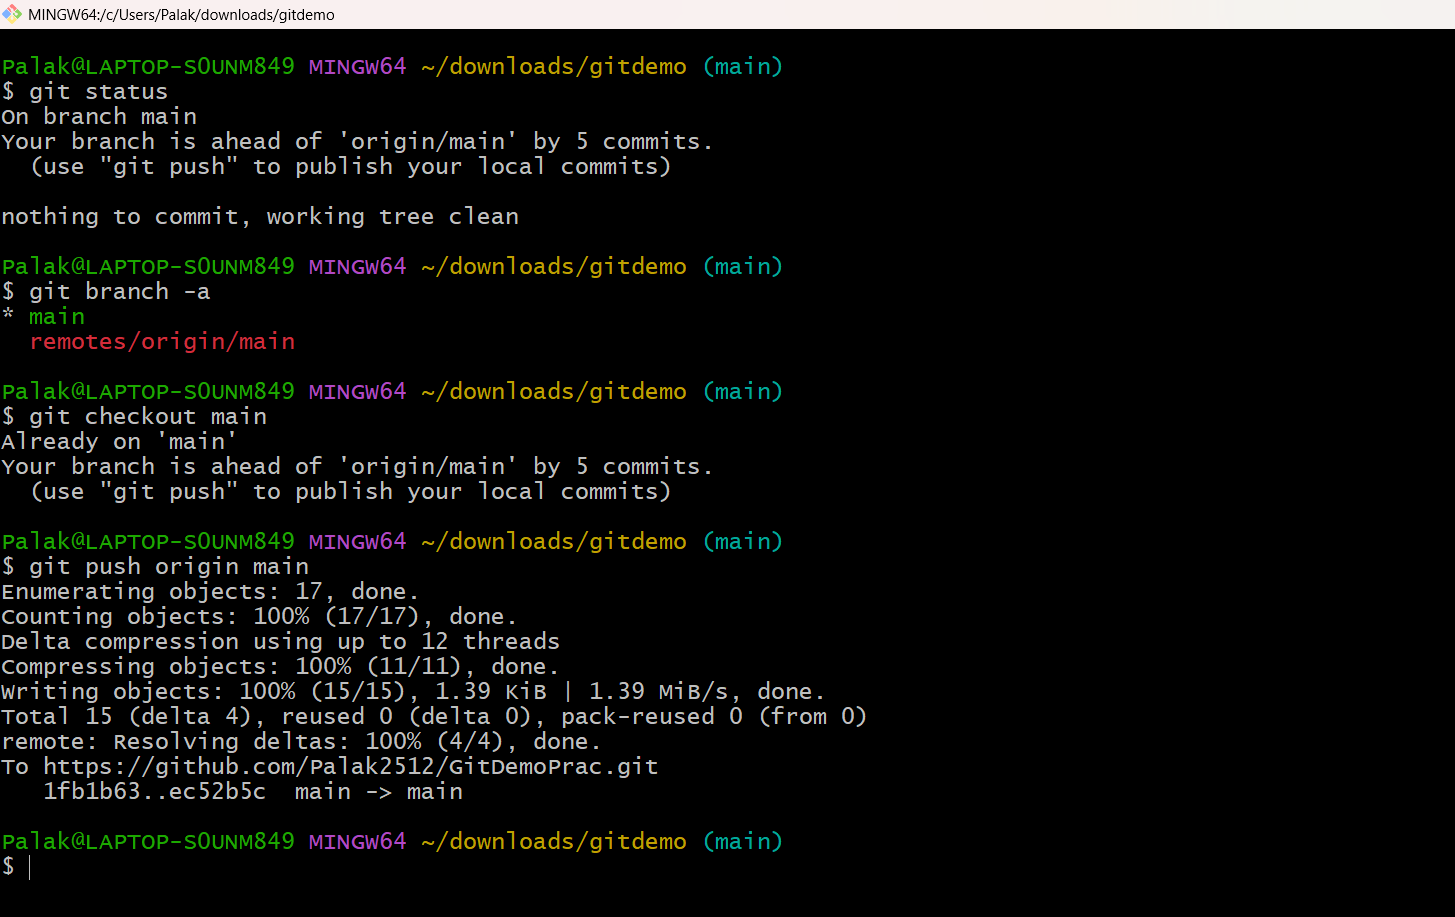 MINGW64:/c/Users/Palak/downloads/gitdemo
Palak@LAPTOP-S0UNM849 MINGW64 ~/downloads/gitdemo (main)
$ git status
On branch main
Your branch is ahead of 'origin/main' by 5 commits.
  (use "git push" to publish your local commits)
nothing to commit, working tree clean
Palak@LAPTOP-S0UNM849 MINGW64 ~/downloads/gitdemo (main)
$ git branch -a
* main
  remotes/origin/main
Palak@LAPTOP-S0UNM849 MINGW64 ~/downloads/gitdemo (main)
$ git checkout main
Already on 'main'
Your branch is ahead of 'origin/main' by 5 commits.
  (use "git push" to publish your local commits)
Palak@LAPTOP-S0UNM849 MINGW64 ~/downloads/gitdemo (main)
$ git push origin main
Enumerating objects: 17, done.
Counting objects: 100% (17/17), done.
Delta compression using up to 12 threads
Compressing objects: 100% (11/11), done.
Writing objects: 100% (15/15), 1.39 KiB | 1.39 MiB/s, done.
Total 15 (delta 4), reused 0 (delta 0), pack-reused 0 (from 0)
remote: Resolving deltas: 100% (4/4), done.
To https://github.com/Palak2512/GitDemoPrac.git
   1fb1b63..ec52b5c  main -> main
Palak@LAPTOP-S0UNM849 MINGW64 ~/downloads/gitdemo (main)
$